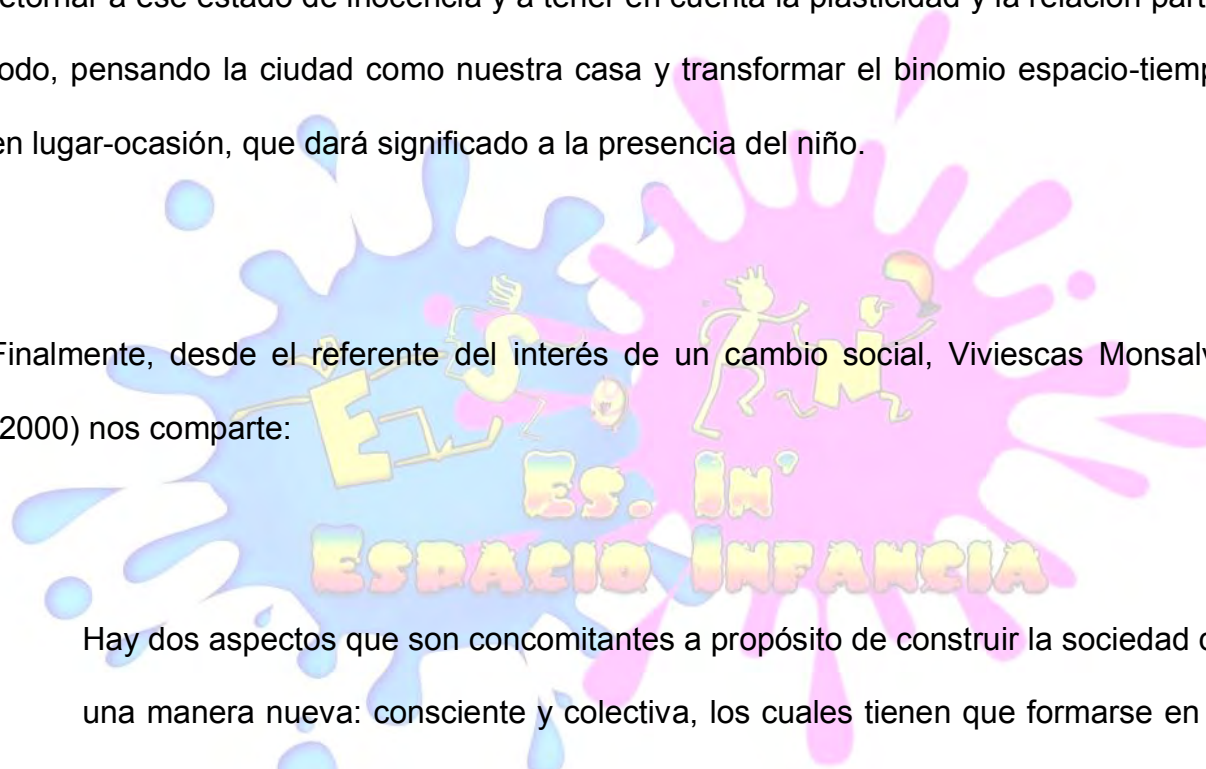 etornar a ese estado de inocencia y a tener en cuenta la plasticidad y la relación part
odo, pensando la ciudad como nuestra casa y transformar el binomio espacio-tiemp
en lugar-ocasión, que dará significado a la presencia del niño.
Finalmente, desde el referente del interés de un cambio social, Viviescas Monsalv
2000) nos comparte:
E S I N
Es. In'
Espacio Infancia
Hay dos aspectos que son concomitantes a propósito de construir la sociedad d
una manera nueva: consciente y colectiva, los cuales tienen que formarse en